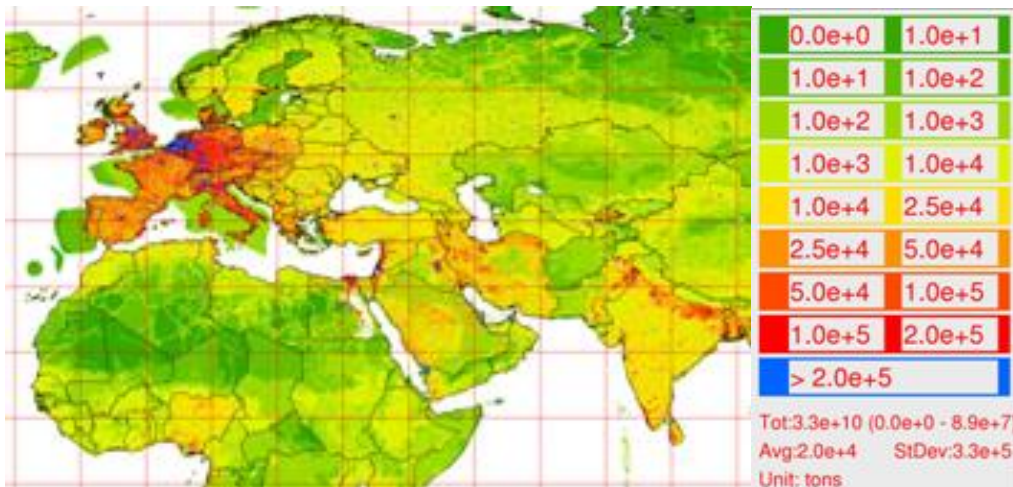 0.0e+0 1.0e+1
1.0e+1 1.0e+2
1.0e+2 1.0e+3
1.0e+3 1.0e+4
1.0e+4 2.5e+4
2.5e+4 5.0e+4
5.0e+4 1.0e+5
1.0e+5 2.0e+5
> 2.0e+5
Tot:3.3e+10 (0.0e+0 - 8.9e+7)
Avg:2.0e+4 StDev:3.3e+5
Unit: tons